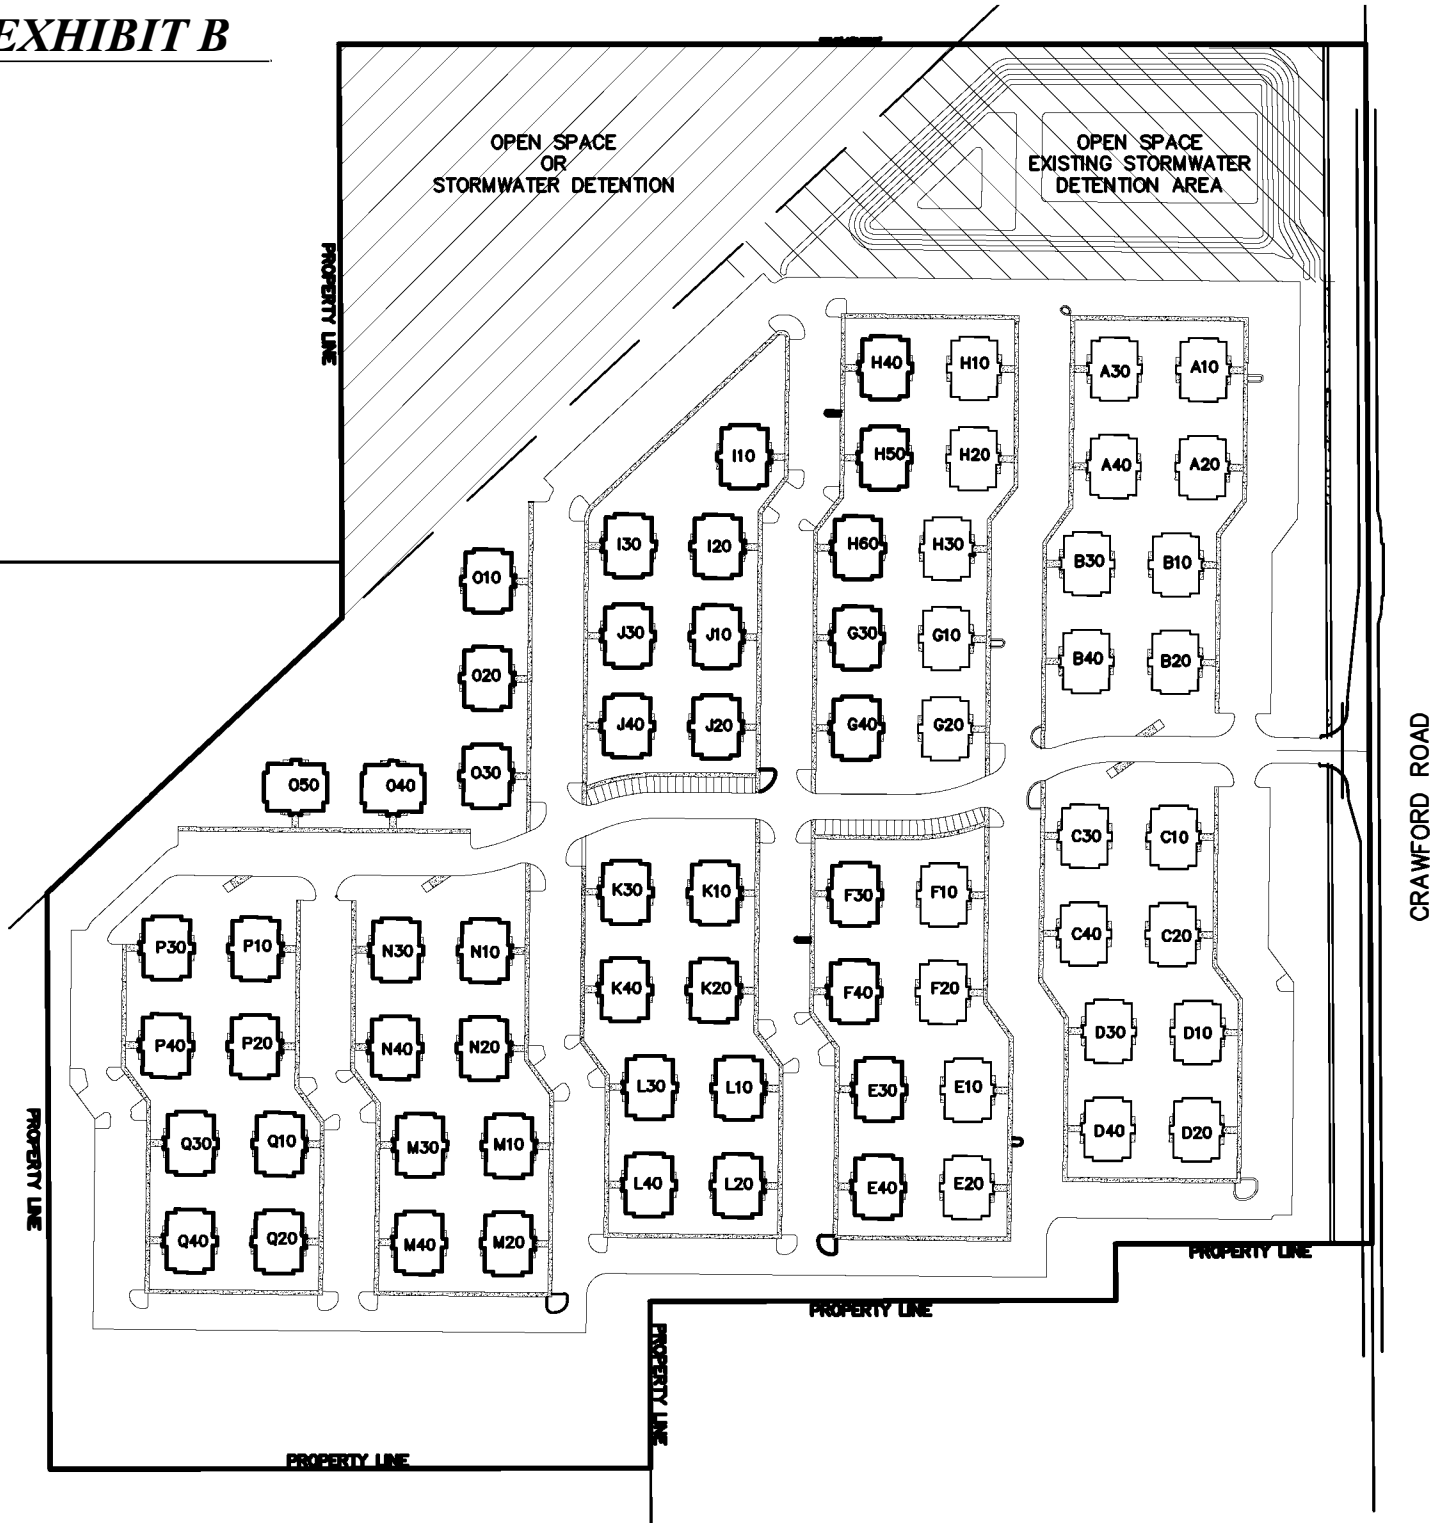 EXHIBIT B
OPEN SPACE
OR
STORMWATER DETENTION
OPEN SPACE
EXISTING STORMWATER
DETENTION AREA
PROPERTY LINE
H40
H10
A30
A10
I10
H50
H20
A40
A20
I30
I20
H60
H30
B30
B10
O10
J30
J10
G30
G10
B40
B20
O20
J40
J20
G40
G20
O30
O50
O40
CRAWFORD ROAD
C30
C10
K30
K10
F30
F10
P30
P10
N30
N10
C40
C20
K40
K20
F40
F20
P40
P20
N40
N20
D30
D10
L30
L10
E30
E10
Q30
Q10
M30
M10
D40
D20
L40
L20
E40
E20
Q40
Q20
M40
M20
PROPERTY LINE
PROPERTY LINE
PROPERTY LINE
PROPERTY LINE
PROPERTY LINE